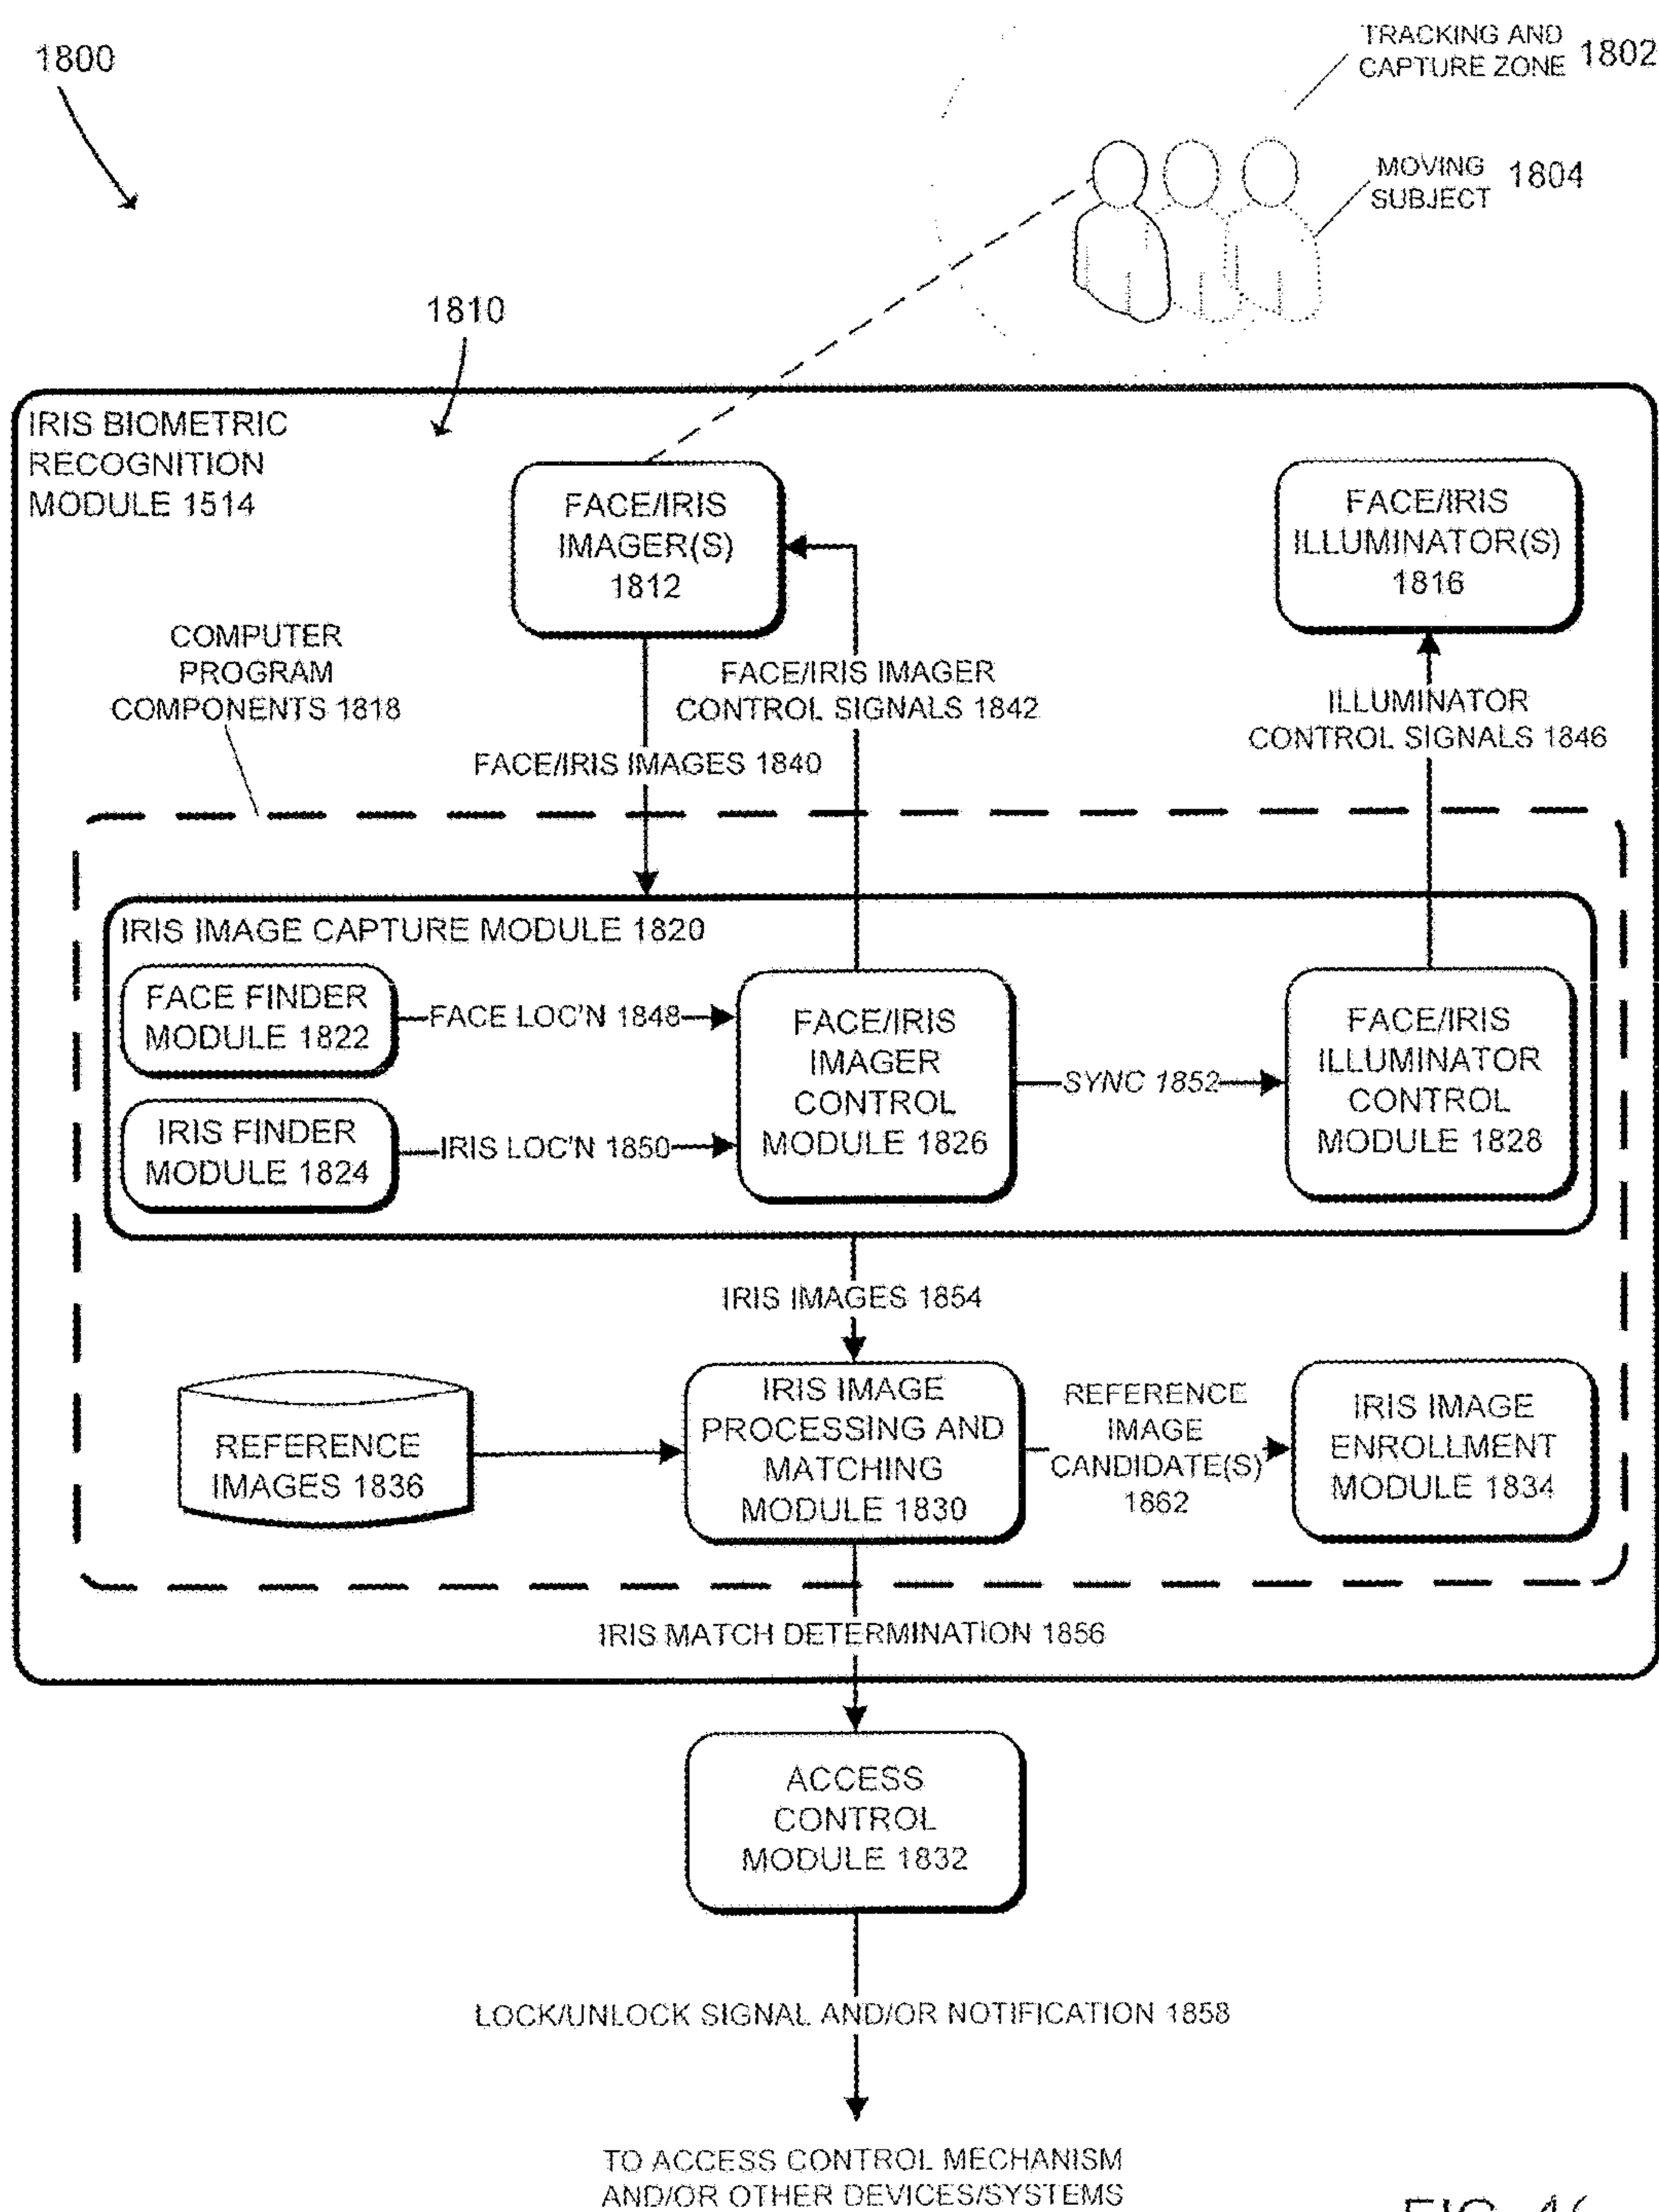 1800
TRACKING AND
CAPTURE ZONE 1802
MOVING
SUBJECT 1804
1810
IRIS BIOMETRIC
RECOGNITION
MODULE 1514
FACE/IRIS
IMAGER(S)
1812
FACE/IRIS
ILLUMINATOR(S)
1816
COMPUTER
PROGRAM
COMPONENTS 1818
FACE/IRIS IMAGER
CONTROL SIGNALS 1842
ILLUMINATOR
CONTROL SIGNALS 1846
FACE/IRIS IMAGES 1840
IRIS IMAGE CAPTURE MODULE 1820
FACE FINDER
MODULE 1822
FACE LOC'N 1848
IRIS FINDER
MODULE 1824
IRIS LOC'N 1850
FACE/IRIS
IMAGER
CONTROL
MODULE 1826
SYNC 1852
FACE/IRIS
ILLUMINATOR
CONTROL
MODULE 1828
IRIS IMAGES 1854
REFERENCE
IMAGES 1836
IRIS IMAGE
PROCESSING AND
MATCHING
MODULE 1830
REFERENCE
IMAGE
CANDIDATE(S)
1862
IRIS IMAGE
ENROLLMENT
MODULE 1834
IRIS MATCH DETERMINATION 1856
ACCESS
CONTROL
MODULE 1832
LOCK/UNLOCK SIGNAL AND/OR NOTIFICATION 1858
TO ACCESS CONTROL MECHANISM
AND/OR OTHER DEVICES/SYSTEMS
FIG.